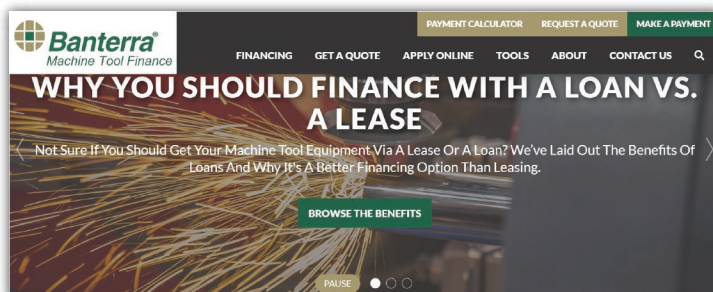 PAYMENT CALCULATOR REQUEST A QUOTE MAKE A PAYMENT
Banterra®
Machine Tool Finance
FINANCING GET A QUOTE APPLY ONLINE TOOLS ABOUT CONTACT US
WHY YOU SHOULD FINANCE WITH A LOAN VS.
A LEASE
Not Sure If You Should Get Your Machine Tool Equipment Via A Lease Or A Loan? We've Laid Out The Benefits Of
Loans And Why It's A Better Financing Option Than Leasing.
BROWSE THE BENEFITS
PAUSE